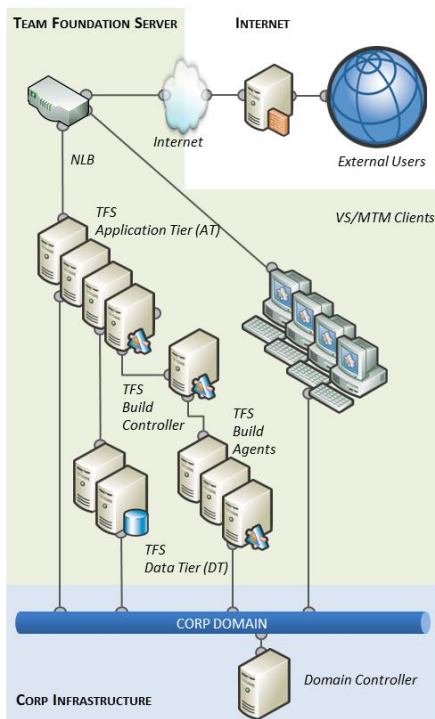 TEAM FOUNDATION SERVER
INTERNET
Internet
External Users
NLB
VS/MTM Clients
TFS
Application Tier (AT)
TFS
Build
Controller
TFS
Build
Agents
TFS
Data Tier (DT)
CORP DOMAIN
Domain Controller
CORP INFRASTRUCTURE